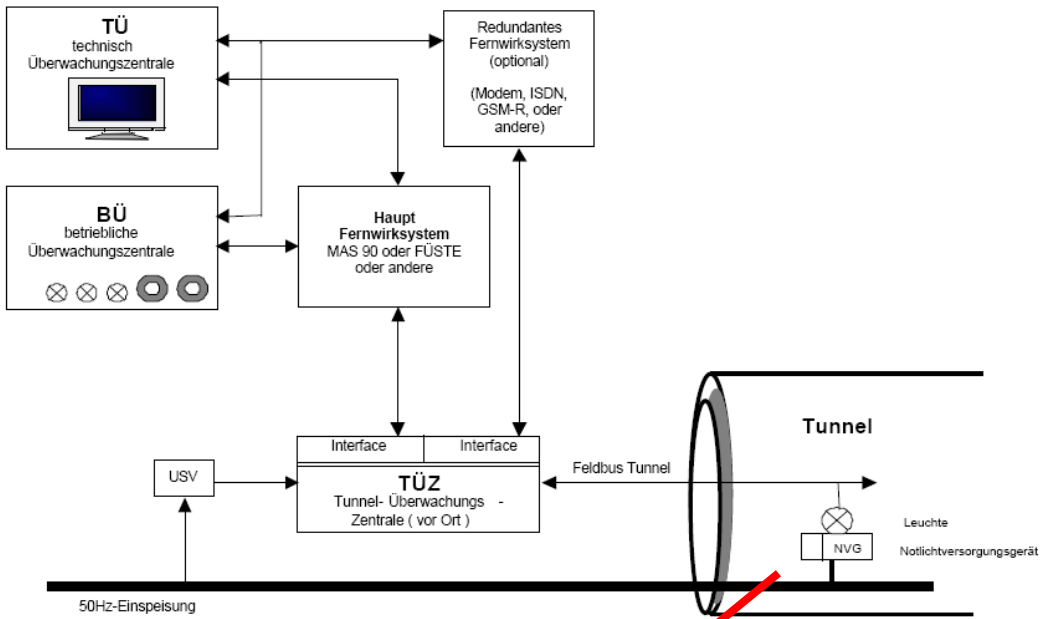 TÜ
technisch
Überwachungszentrale
Redundantes
Fernwirksystem
(optional)
(Modem, ISDN,
GSM-R, oder
andere)
BÜ
betriebliche
Überwachungszentrale
Haupt
Fernwirksystem
MAS 90 oder FÜSTE
oder andere
Interface
Interface
TÜZ
Tunnel- Überwachungs -
Zentrale ( vor Ort )
USV
Feldbus Tunnel
Tunnel
Leuchte
NVG
Notlichtversorgungsgerät
50Hz-Einspeisung